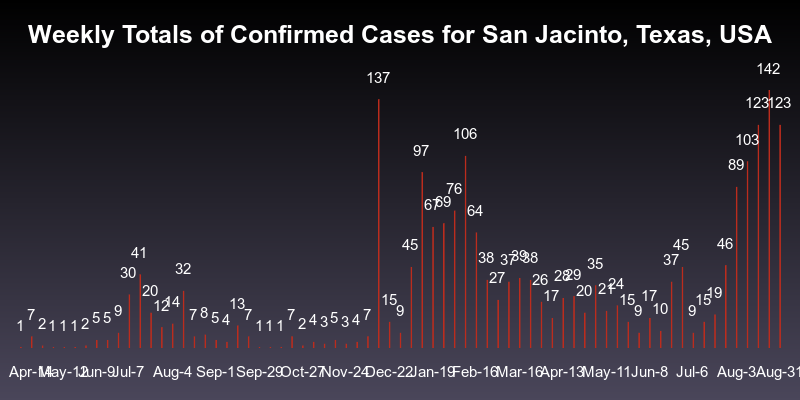 Weekly Totals of Confirmed Cases for San Jacinto, Texas, USA
1 7 2 1 1 1 2 5 5 9 30 41 20 12 14 32 7 8 5 4 13 7 1 1 1 7 2 4 3 5 3 4 7 137 15 9 45 97 67 69 76 106 64 38 27 37 39 38 26 17 28 29 20 35 21 24 15 9 17 10 37 45 9 15 19 46 89 103 123 142 123
Apr-14 May-12 Jun-9 Jul-7 Aug-4 Sep-1 Sep-29 Oct-27 Nov-24 Dec-22 Jan-19 Feb-16 Mar-16 Apr-13 May-11 Jun-8 Jul-6 Aug-3 Aug-31